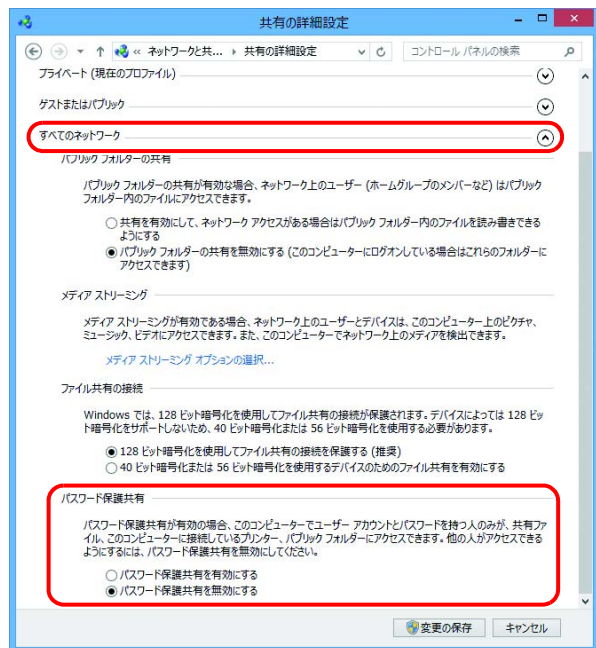 共有の詳細設定
ネットワークと共... 共有の詳細設定
コントロール パネルの検索
プライベート (現在のプロファイル)
ゲストまたはパブリック
すべてのネットワーク
パブリック フォルダーの共有
パブリック フォルダーの共有が有効な場合、ネットワーク上のユーザー (ホームグループのメンバーなど) はパブリック
フォルダー内のファイルにアクセスできます。
共有を有効にして、ネットワーク アクセスがある場合はパブリック フォルダー内のファイルを読み書きできる
ようにする
パブリック フォルダーの共有を無効にする (このコンピューターにログオンしている場合はこれらのフォルダーに
アクセスできます)
メディア ストリーミング
メディア ストリーミングが有効である場合、ネットワーク上のユーザーとデバイスは、このコンピューター上のピクチャ、
ミュージック、ビデオにアクセスできます。また、このコンピューターでネットワーク上のメディアを検出できます。
メディア ストリーミング オプションの選択...
ファイル共有の接続
Windows では、128 ビット暗号化を使用してファイル共有の接続が保護されます。デバイスによっては 128 ビッ
ト暗号化をサポートしないため、40 ビット暗号化または 56 ビット暗号化を使用する必要があります。
128 ビット暗号化を使用してファイル共有の接続を保護する (推奨)
40 ビット暗号化または 56 ビット暗号化を使用するデバイスのためのファイル共有を有効にする
パスワード保護共有
パスワード保護共有が有効の場合、このコンピューターでユーザー アカウントとパスワードを持つ人のみが、共有ファ
イル、このコンピューターに接続しているプリンター、パブリック フォルダーにアクセスできます。他の人がアクセスできる
ようにするには、パスワード保護共有を無効にしてください。
パスワード保護共有を有効にする
パスワード保護共有を無効にする
変更の保存
キャンセル